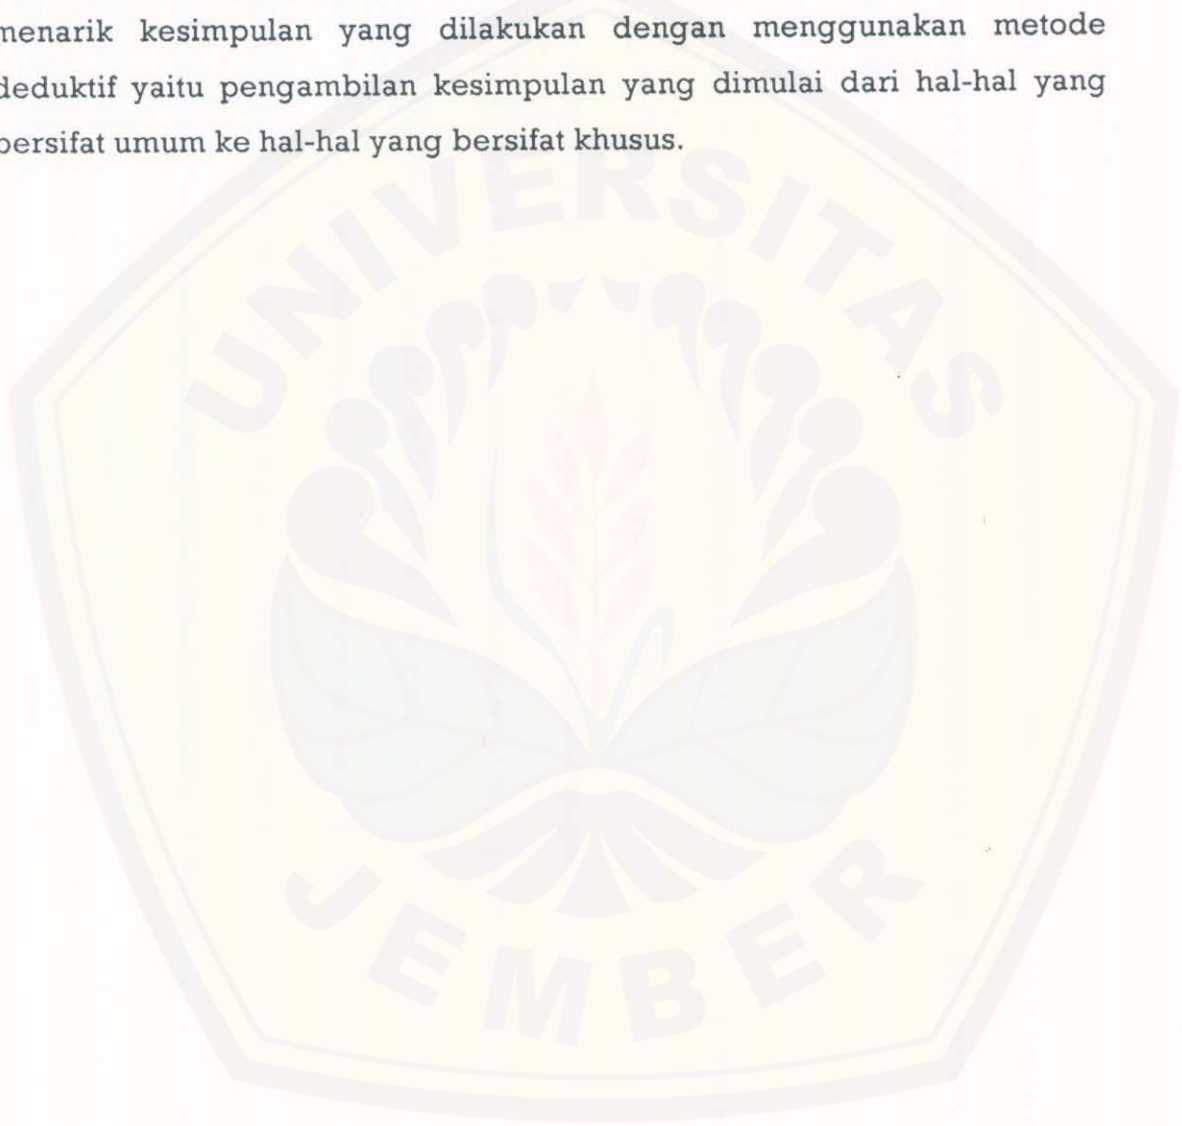 menarik kesimpulan yang dilakukan dengan menggunakan metode
deduktif yaitu pengambilan kesimpulan yang dimulai dari hal-hal yang
bersifat umum ke hal-hal yang bersifat khusus.
UNIVERSITAS
JEMBER